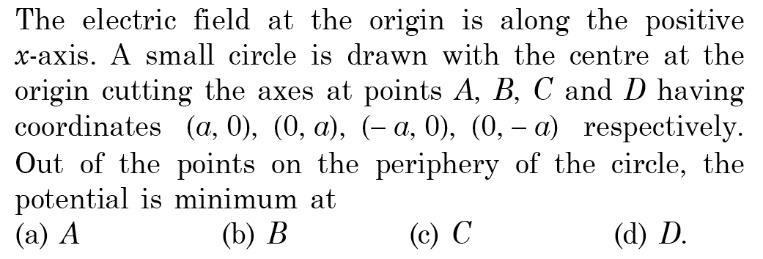 The electric field at the origin is along the positive
x-axis. A small circle is drawn with the centre at the
origin cutting the axes at points A, B, C and D having
coordinates (a, 0), (0, a), (– a, 0), (0, – a) respectively.
Out of the points on the periphery of the circle, the
potential is minimum at
(a) A (b) B (c) C (d) D.